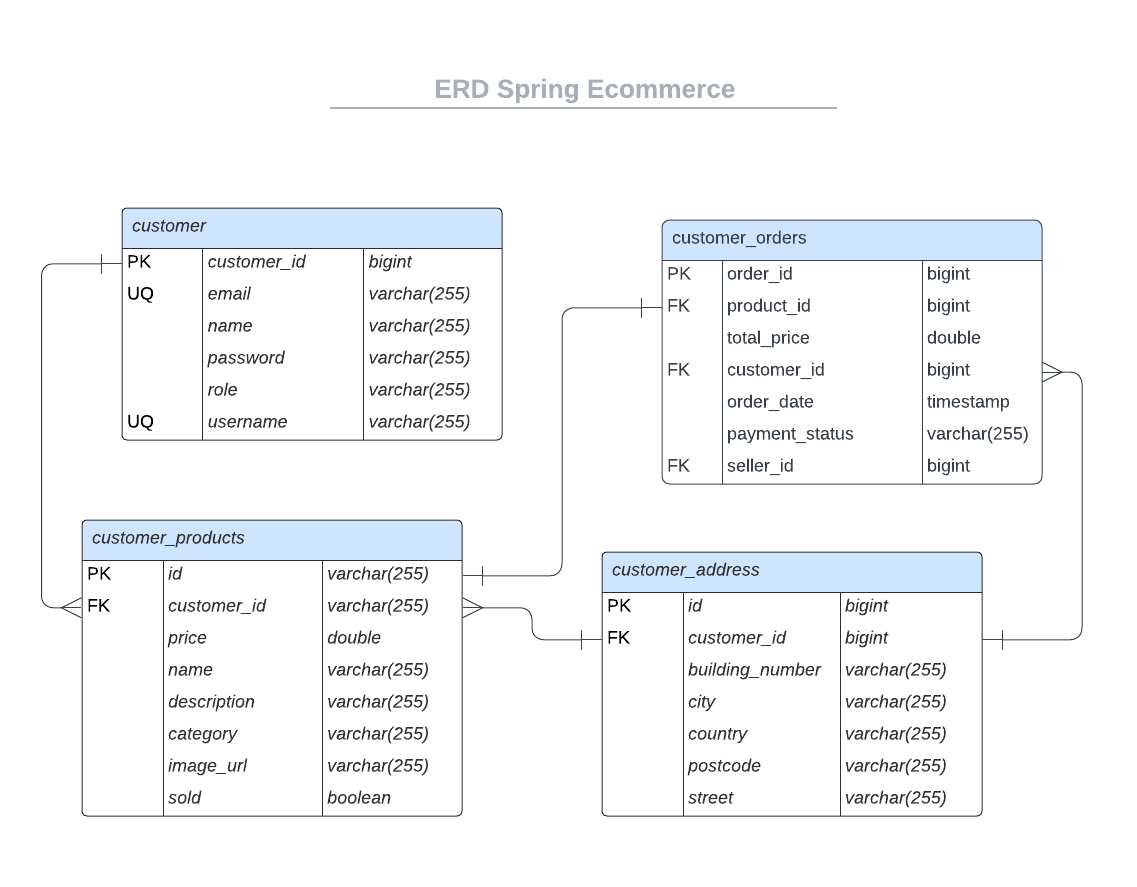 ERD Spring Ecommerce
customer
PK customer_id bigint
UQ email varchar(255)
name varchar(255)
password varchar(255)
role varchar(255)
UQ username varchar(255)
customer_orders
PK order_id bigint
FK product_id bigint
total_price double
FK customer_id bigint
order_date timestamp
payment_status varchar(255)
FK seller_id bigint
customer_products
PK id varchar(255)
FK customer_id varchar(255)
price double
name varchar(255)
description varchar(255)
category varchar(255)
image_url varchar(255)
sold boolean
customer_address
PK id bigint
FK customer_id bigint
building_number varchar(255)
city varchar(255)
country varchar(255)
postcode varchar(255)
street varchar(255)